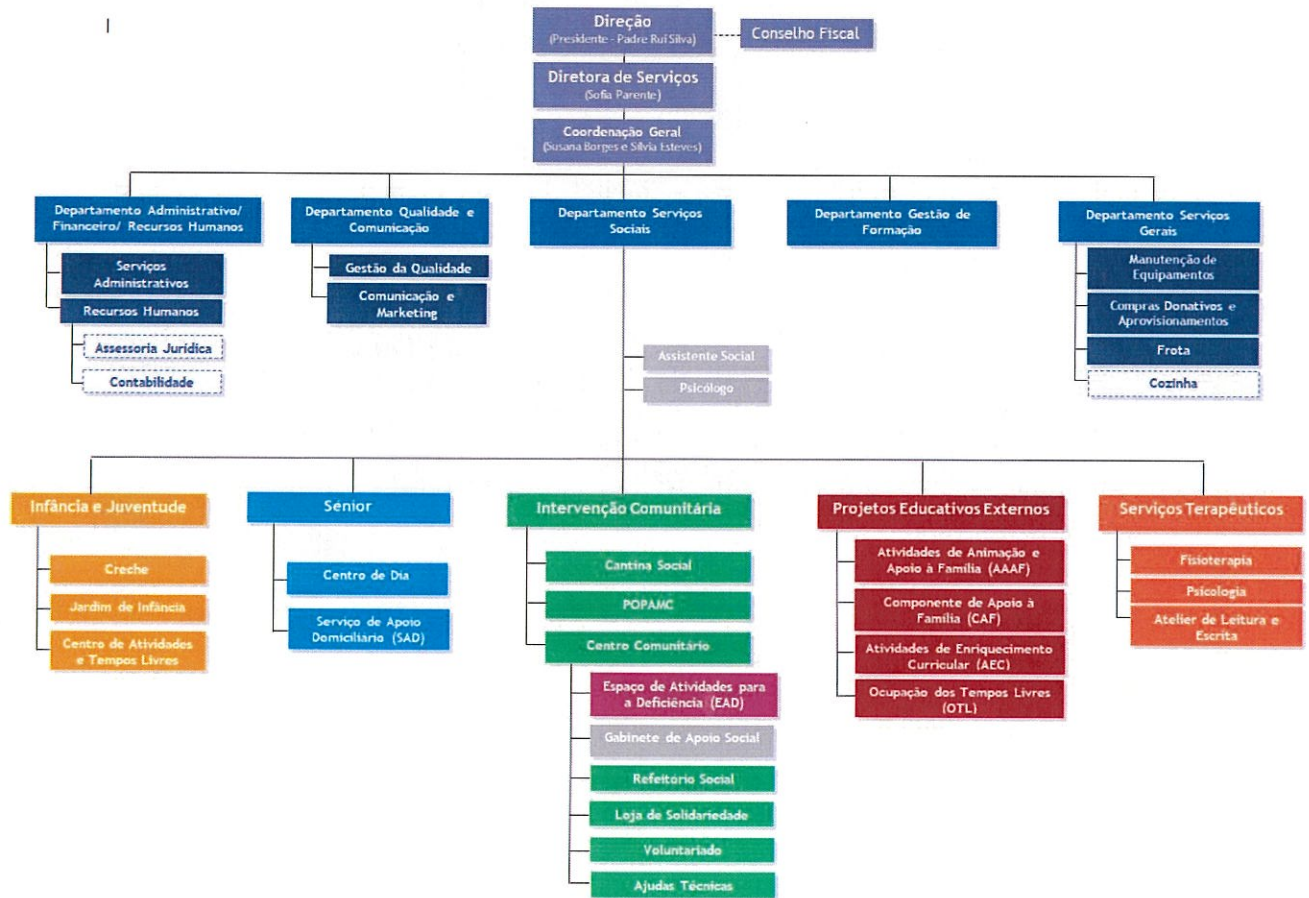 Direção
(Presidente - Padre Rui Silva)
Conselho Fiscal
Diretora de Serviços
(Sofia Parente)
Coordenação Geral
(Susana Borges e Sílvia Esteves)
Departamento Administrativo/
Financeiro/ Recursos Humanos
Serviços
Administrativos
Recursos Humanos
Assessoria Jurídica
Contabilidade
Departamento Qualidade e
Comunicação
Gestão da Qualidade
Comunicação e
Marketing
Departamento Serviços
Sociais
Assistente Social
Psicólogo
Departamento Gestão de
Formação
Departamento Serviços
Gerais
Manutenção de
Equipamentos
Compras Donativos e
Aprovisionamentos
Frota
Cozinha
Infância e Juventude
Creche
Jardim de Infância
Centro de Atividades
e Tempos Livres
Sénior
Centro de Dia
Serviço de Apoio
Domiciliário (SAD)
Intervenção Comunitária
Cantina Social
POPAMC
Centro Comunitário
Espaço de Atividades para
a Deficiência (EAD)
Gabinete de Apoio Social
Refeitório Social
Loja de Solidariedade
Voluntariado
Ajudas Técnicas
Projetos Educativos Externos
Atividades de Animação e
Apoio à Família (AAAF)
Componente de Apoio à
Família (CAF)
Atividades de Enriquecimento
Curricular (AEC)
Ocupação dos Tempos Livres
(OTL)
Serviços Terapêuticos
Fisioterapia
Psicologia
Atelier de Leitura e
Escrita